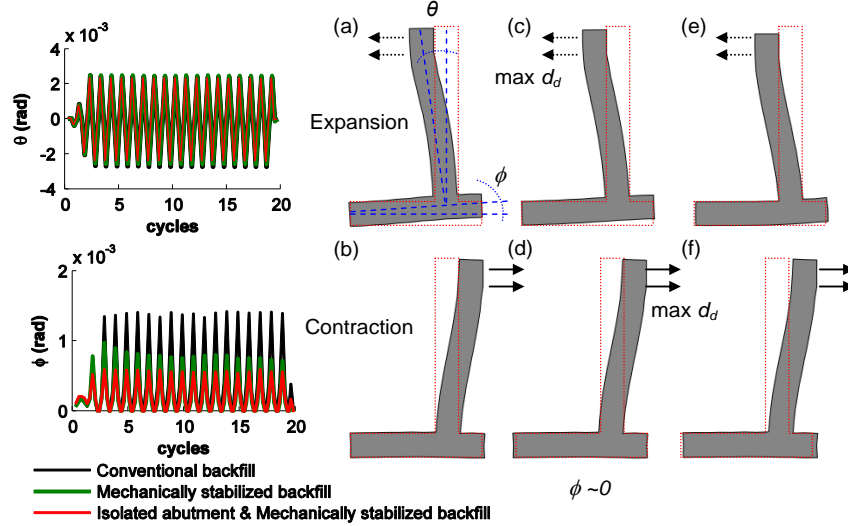 x 10⁻³
4
2
0
-2
-4
θ (rad)
0 5 10 15 20
cycles
x 10⁻³
2
1
0
ϕ (rad)
0 5 10 15 20
cycles
Conventional backfill
Mechanically stabilized backfill
Isolated abutment & Mechanically stabilized backfill
(a) θ (c) (e)
max d_d
Expansion
ϕ
(b) (d) (f)
Contraction max d_d
ϕ ~0